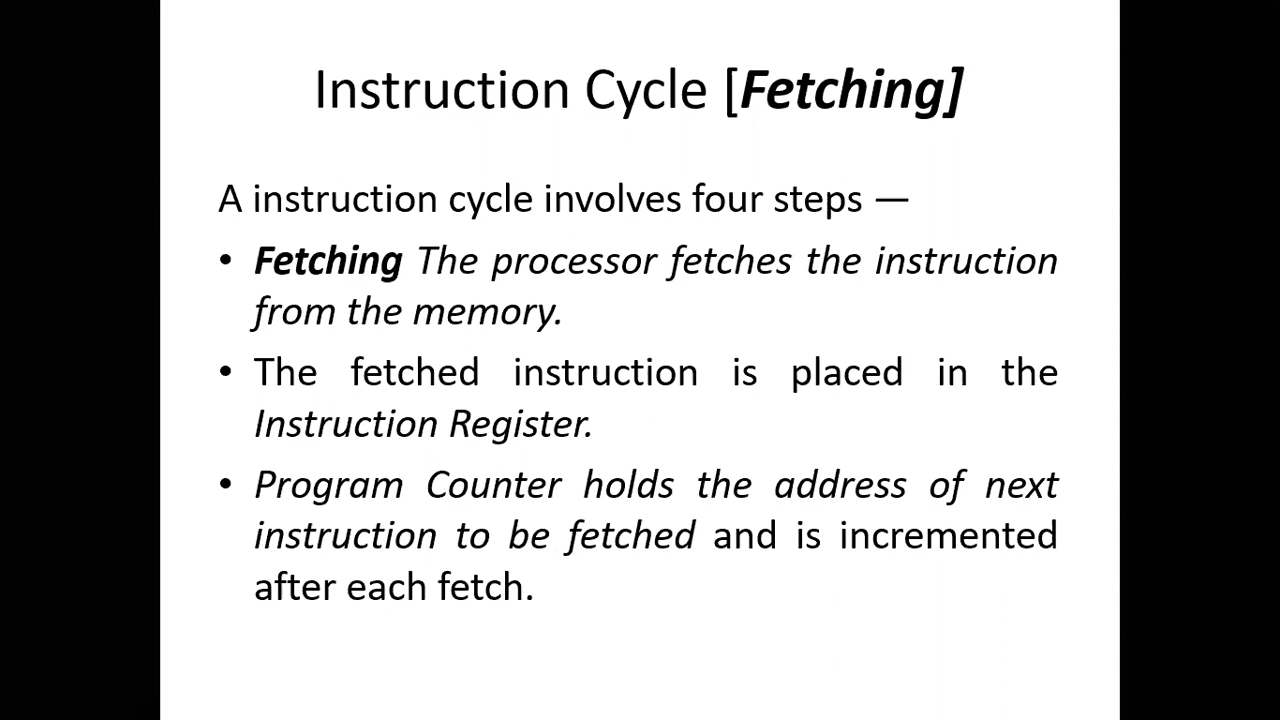 Instruction Cycle [Fetching]
A instruction cycle involves four steps —
• Fetching The processor fetches the instruction
from the memory.
• The fetched instruction is placed in the
Instruction Register.
• Program Counter holds the address of next
instruction to be fetched and is incremented
after each fetch.